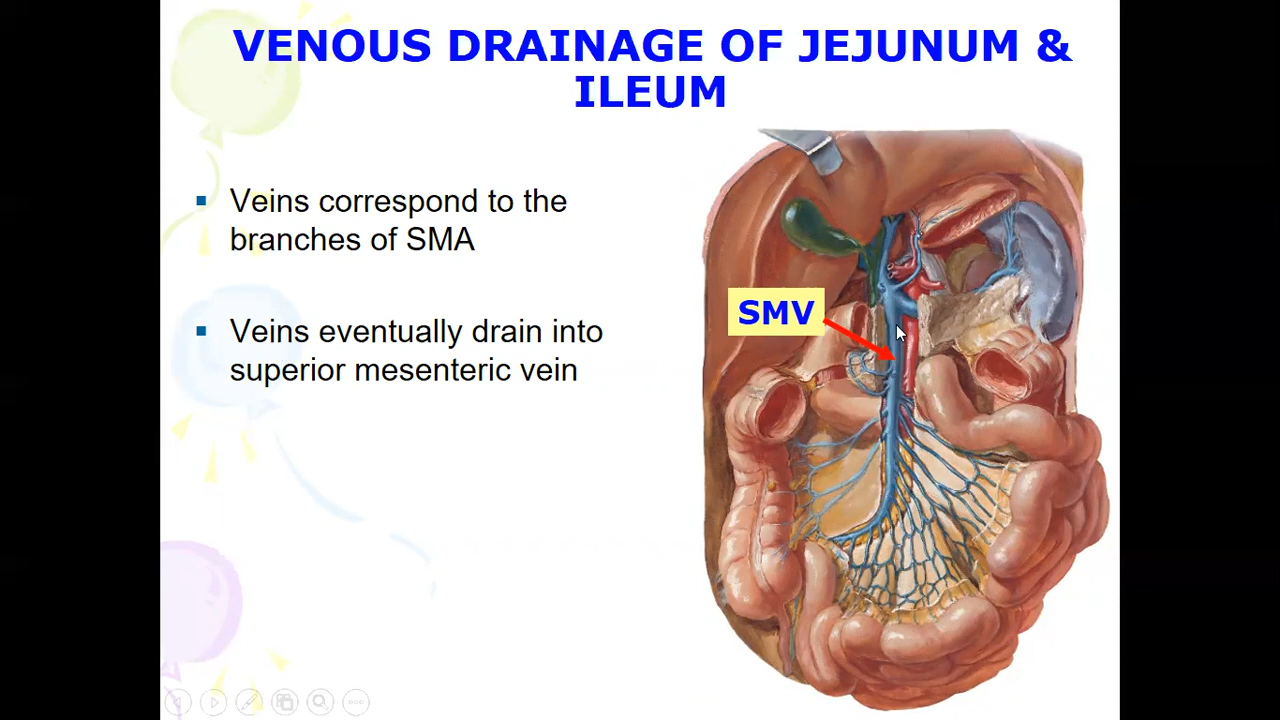 VENOUS DRAINAGE OF JEJUNUM &
ILEUM
▪ Veins correspond to the
branches of SMA
▪ Veins eventually drain into
superior mesenteric vein
SMV